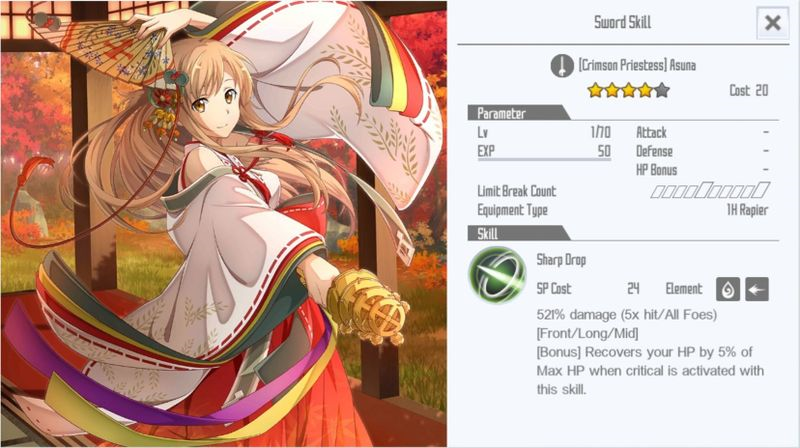 Sword Skill
[Crimson Priestess] Asuna
Cost 20
Parameter
Lv 1/70 Attack -
EXP 50 Defense -
HP Bonus -
Limit Break Count
Equipment Type 1H Rapier
Skill
Sharp Drop
SP Cost 24 Element
521% damage (5x hit/All Foes)
[Front/Long/Mid]
[Bonus] Recovers your HP by 5% of
Max HP when critical is activated with
this skill.